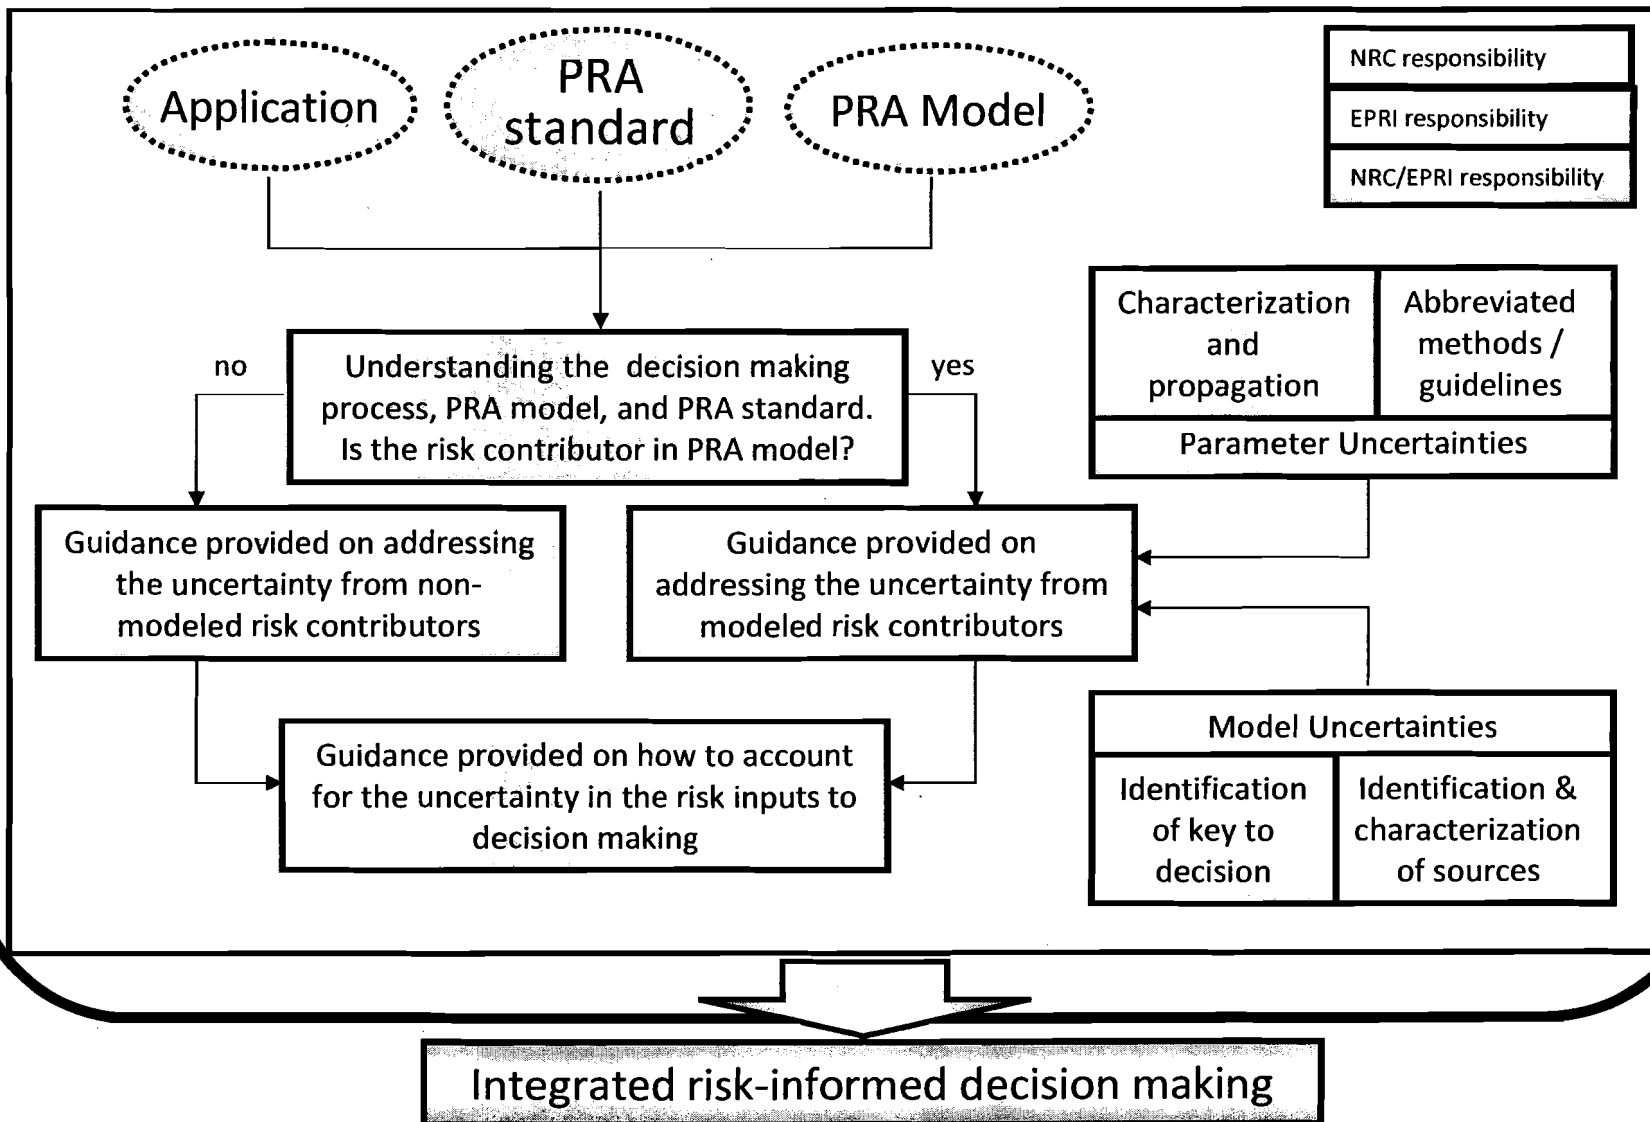 Application
PRA
standard
PRA Model
NRC responsibility
EPRI responsibility
NRC/EPRI responsibility
no
Understanding the decision making
process, PRA model, and PRA standard.
Is the risk contributor in PRA model?
yes
Characterization
and
propagation
Abbreviated
methods /
guidelines
Parameter Uncertainties
Guidance provided on addressing
the uncertainty from non-
modeled risk contributors
Guidance provided on
addressing the uncertainty from
modeled risk contributors
Guidance provided on how to account
for the uncertainty in the risk inputs to
decision making
Model Uncertainties
Identification
of key to
decision
Identification &
characterization
of sources
Integrated risk-informed decision making